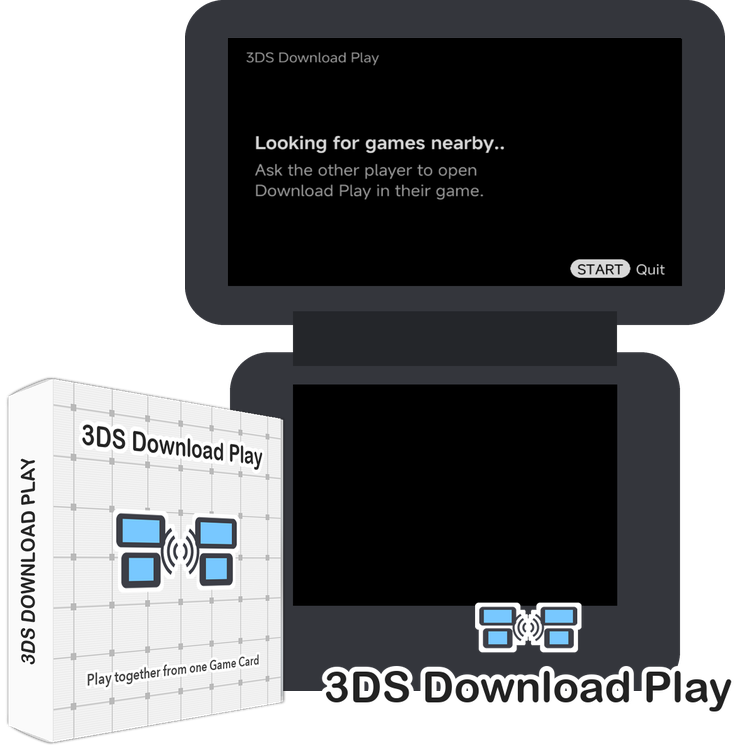 3DS Download Play
Looking for games nearby..
Ask the other player to open
Download Play in their game.
START Quit
3DS DOWNLOAD PLAY
3DS Download Play
Play together from one Game Card
3DS Download Play